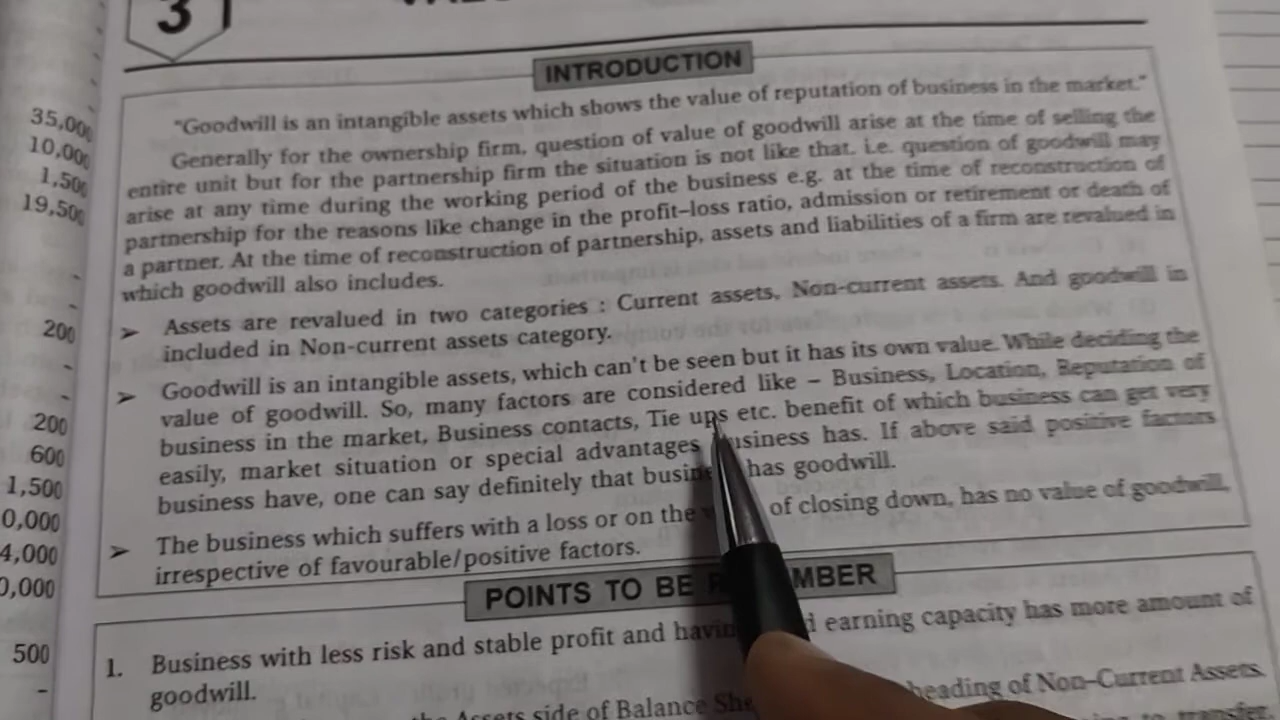 3
INTRODUCTION
"Goodwill is an intangible assets which shows the value of reputation of business in the market."
Generally for the ownership firm, question of value of goodwill arise at the time of selling the
entire unit but for the partnership firm the situation is not like that. i.e. question of goodwill may
arise at any time during the working period of the business e.g. at the time of reconstruction of
partnership for the reasons like change in the profit–loss ratio, admission or retirement or death of
a partner. At the time of reconstruction of partnership, assets and liabilities of a firm are revalued in
which goodwill also includes.
➢ Assets are revalued in two categories : Current assets, Non-current assets. And goodwill in
included in Non-current assets category.
➢ Goodwill is an intangible assets, which can't be seen but it has its own value. While deciding the
value of goodwill. So, many factors are considered like – Business, Location, Reputation of
business in the market, Business contacts, Tie ups etc. benefit of which business can get very
easily, market situation or special advantages business has. If above said positive factors
business have, one can say definitely that has goodwill.
➢ The business which suffers with a loss or on the of closing down, has no value of goodwill,
irrespective of favourable/positive factors.
POINTS TO BE
1. Business with less risk and stable profit and earning capacity has more amount of
goodwill.
the Assets side of Balance heading of Non–Current Assets.
transfer
35,000
10,000
1,500
19,500
-
-
200
-
-
200
600
1,500
0,000
4,000
0,000
500
-